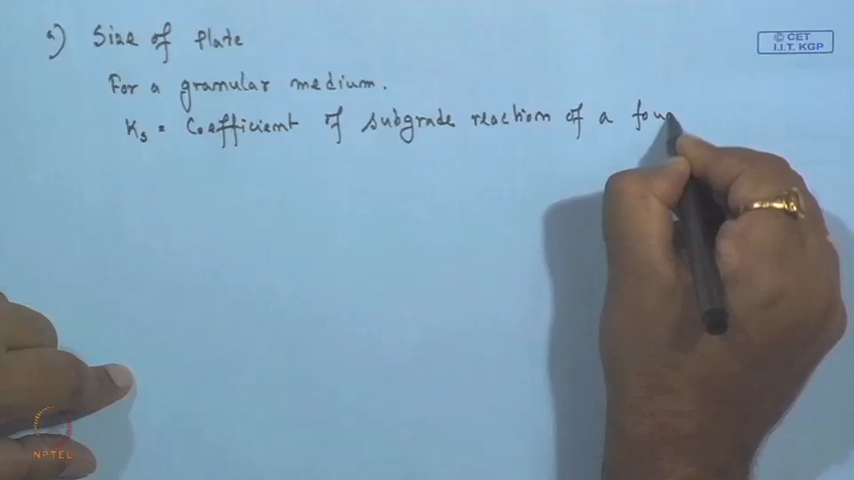 a) Size of Plate
© CET
I.I.T. KGP
For a granular medium.
Ks = Coefficient of subgrade reaction of a fou
NPTEL